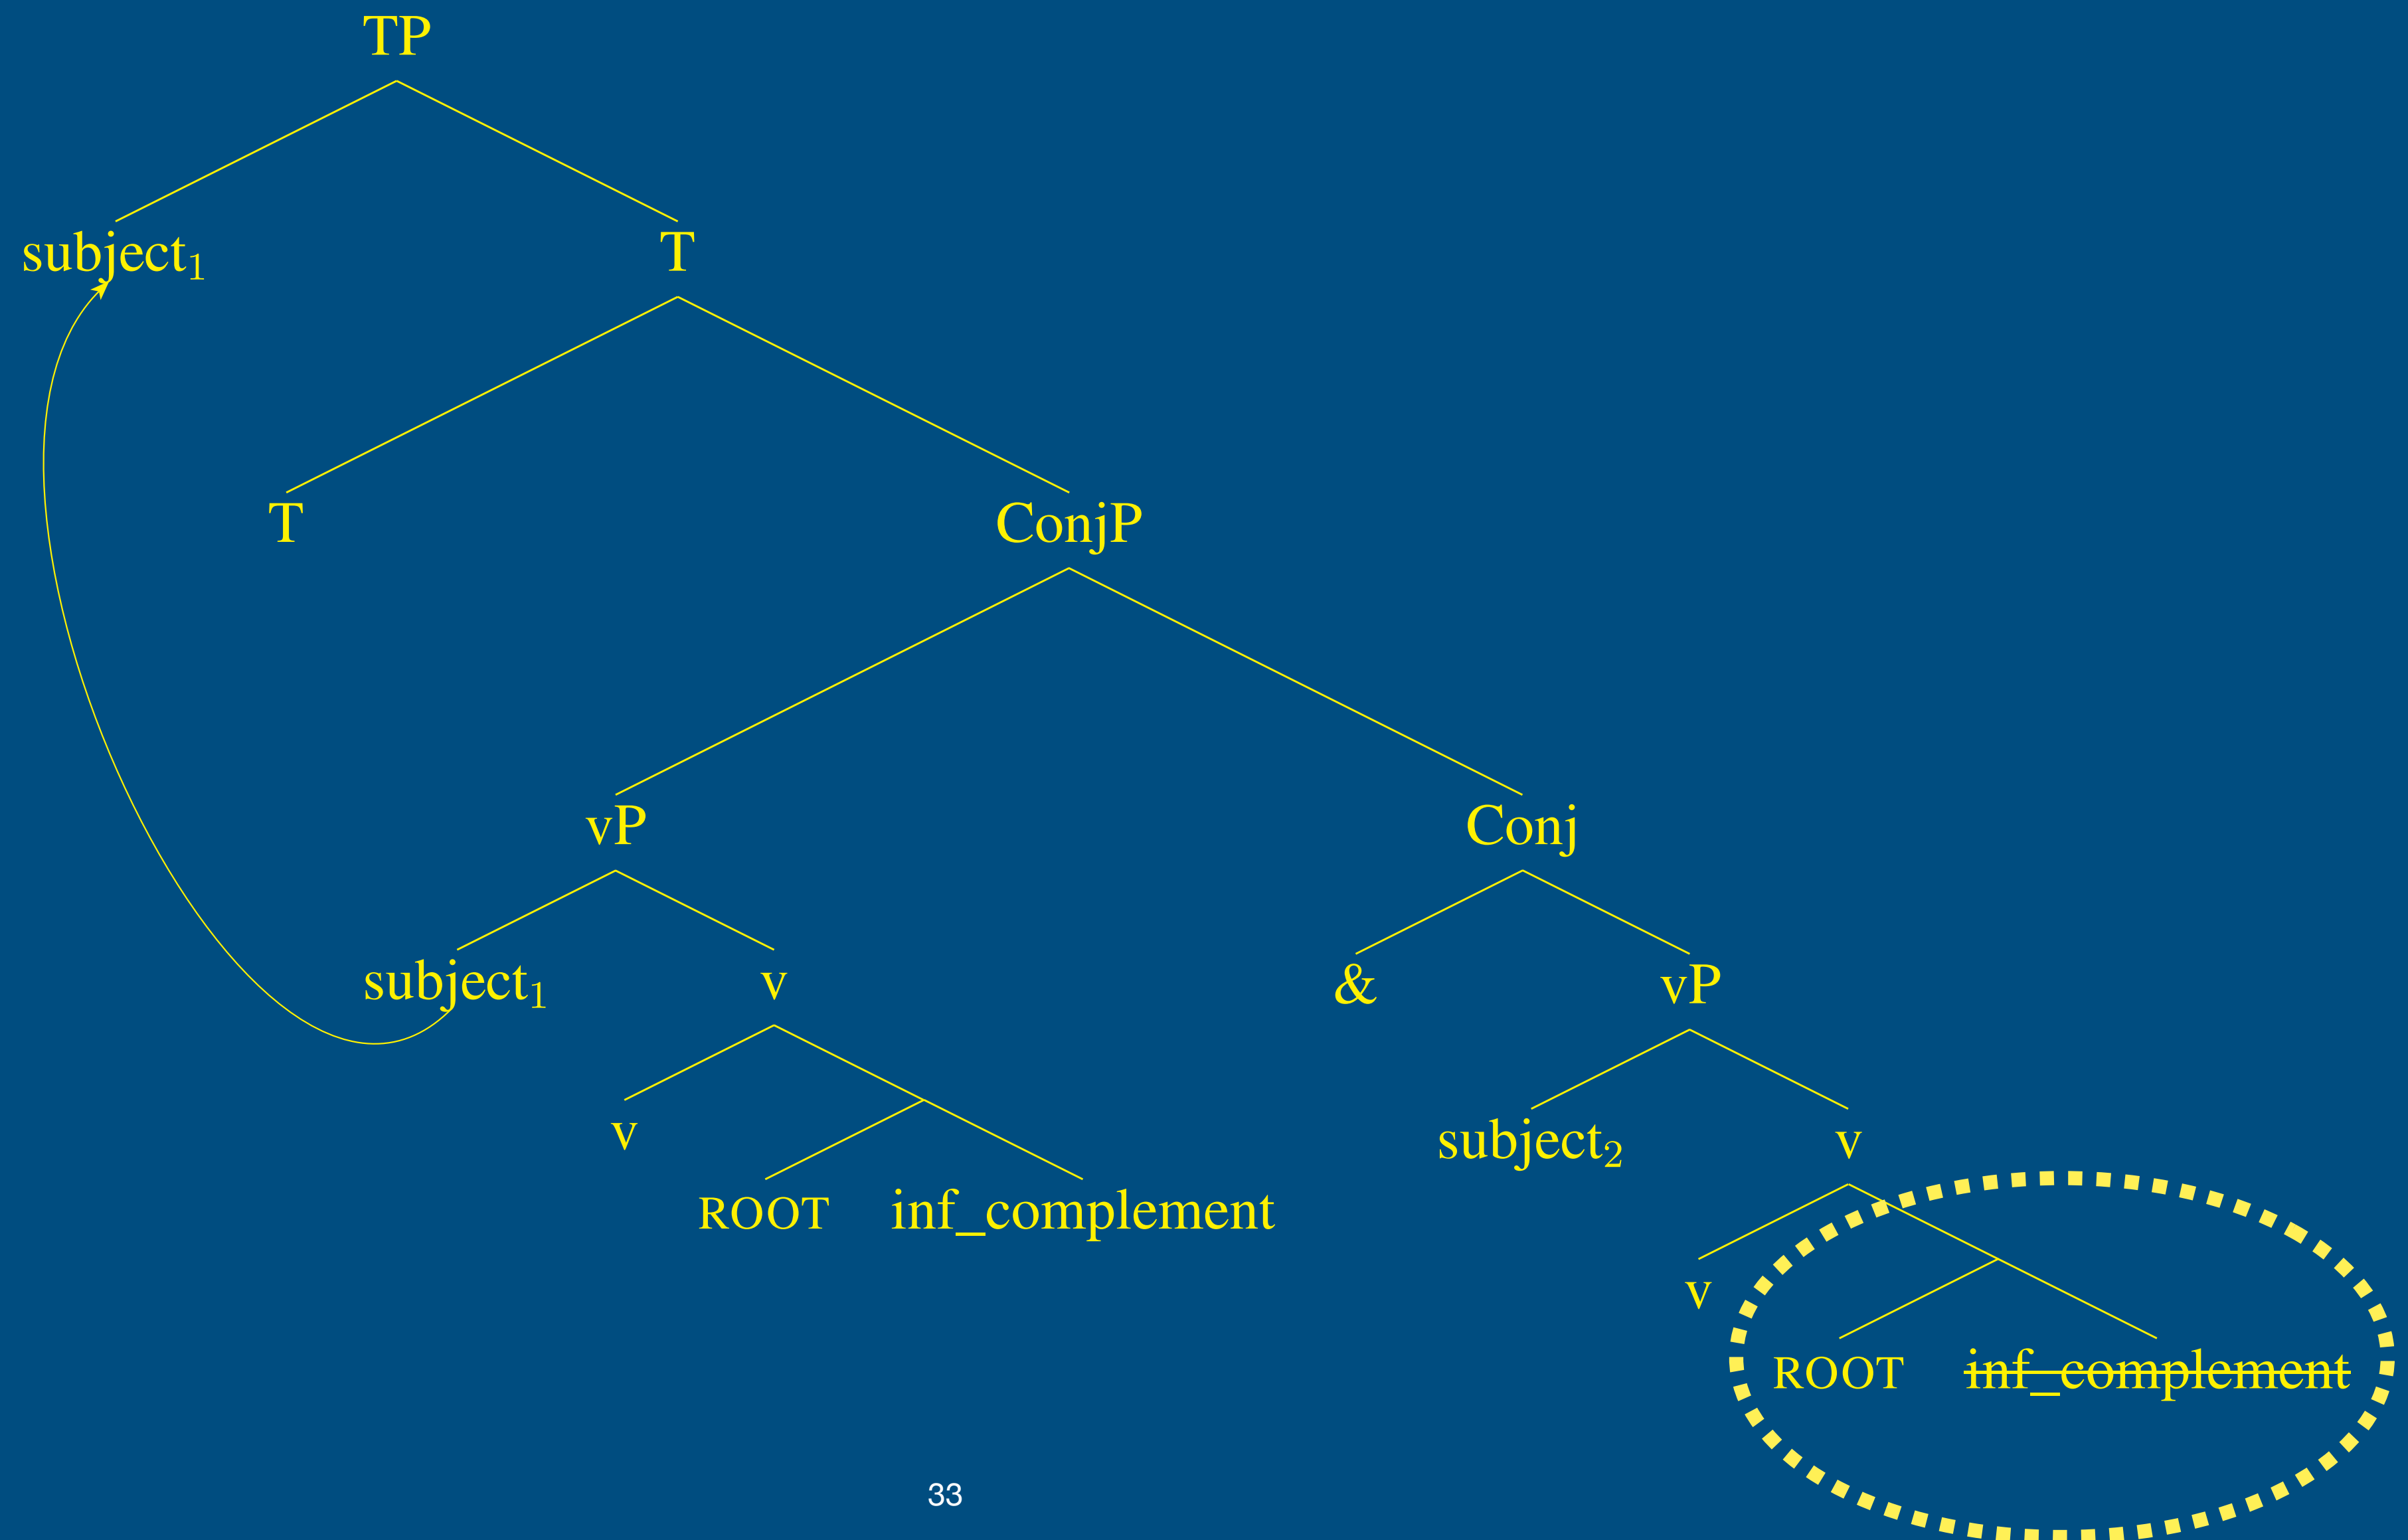 TP
subject₁ T
T ConjP
vP Conj
subject₁ v & vP
v subject₂ v
ROOT inf_complement
v
ROOT inf_complement
33